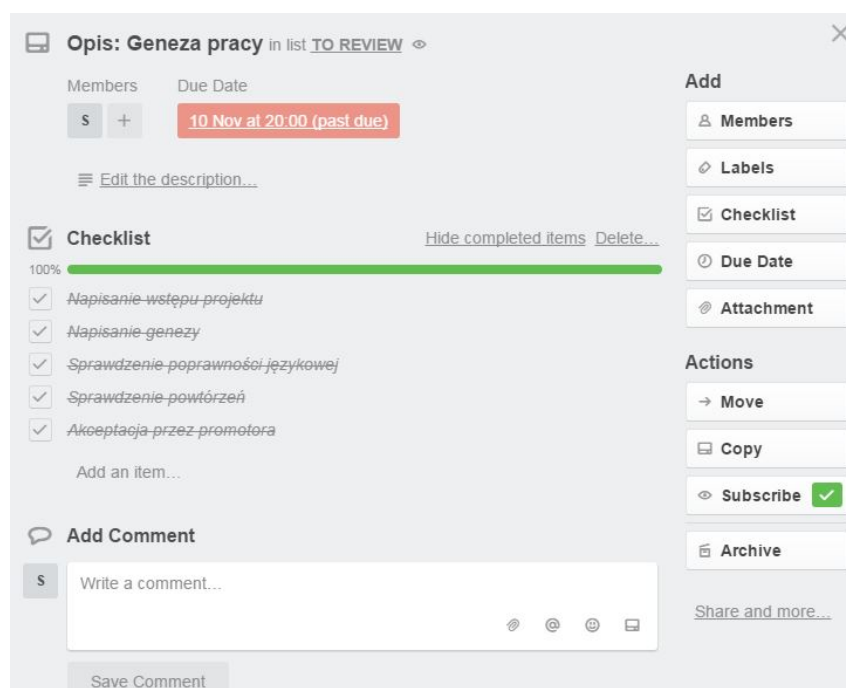 Opis: Geneza pracy in list TO REVIEW
Members Due Date
S + 10 Nov at 20:00 (past due)
Edit the description...
Checklist Hide completed items Delete...
100%
Napisanie wstępu projektu
Napisanie genezy
Sprawdzenie poprawności językowej
Sprawdzenie powtórzeń
Akceptacja przez promotora
Add an item...
Add Comment
S Write a comment...
@
Save Comment
Add
Members
Labels
Checklist
Due Date
Attachment
Actions
Move
Copy
Subscribe
Archive
Share and more...